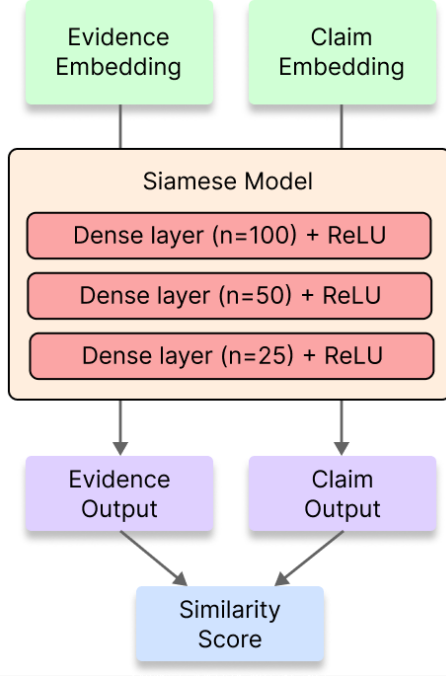 Evidence
Embedding
Claim
Embedding
Siamese Model
Dense layer (n=100) + ReLU
Dense layer (n=50) + ReLU
Dense layer (n=25) + ReLU
Evidence
Output
Claim
Output
Similarity
Score